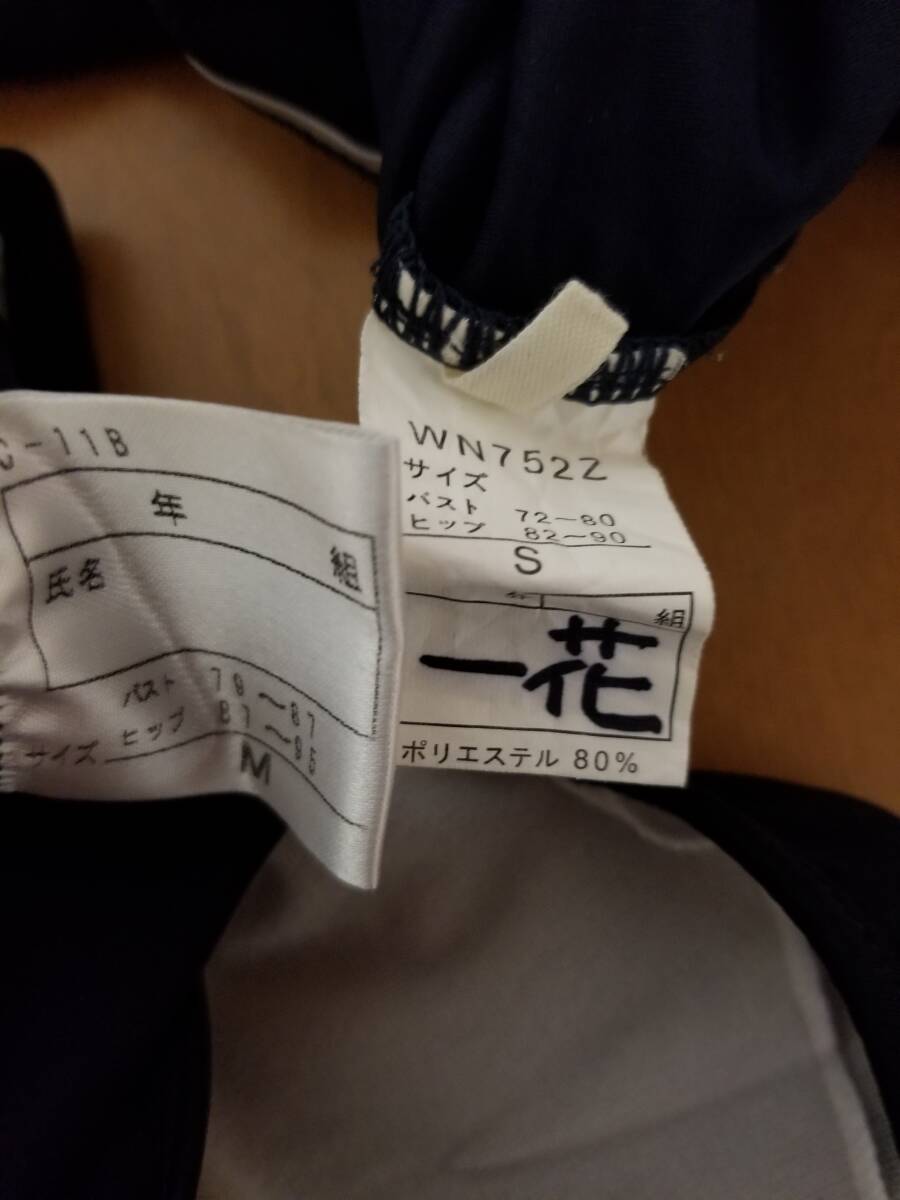 -11B
年
組
氏名
バスト 79~87
ヒップ 87~95
サイズ M
WN752Z
サイズ
バスト 72~80
ヒップ 82~90
S
組
一花
ポリエステル 80%